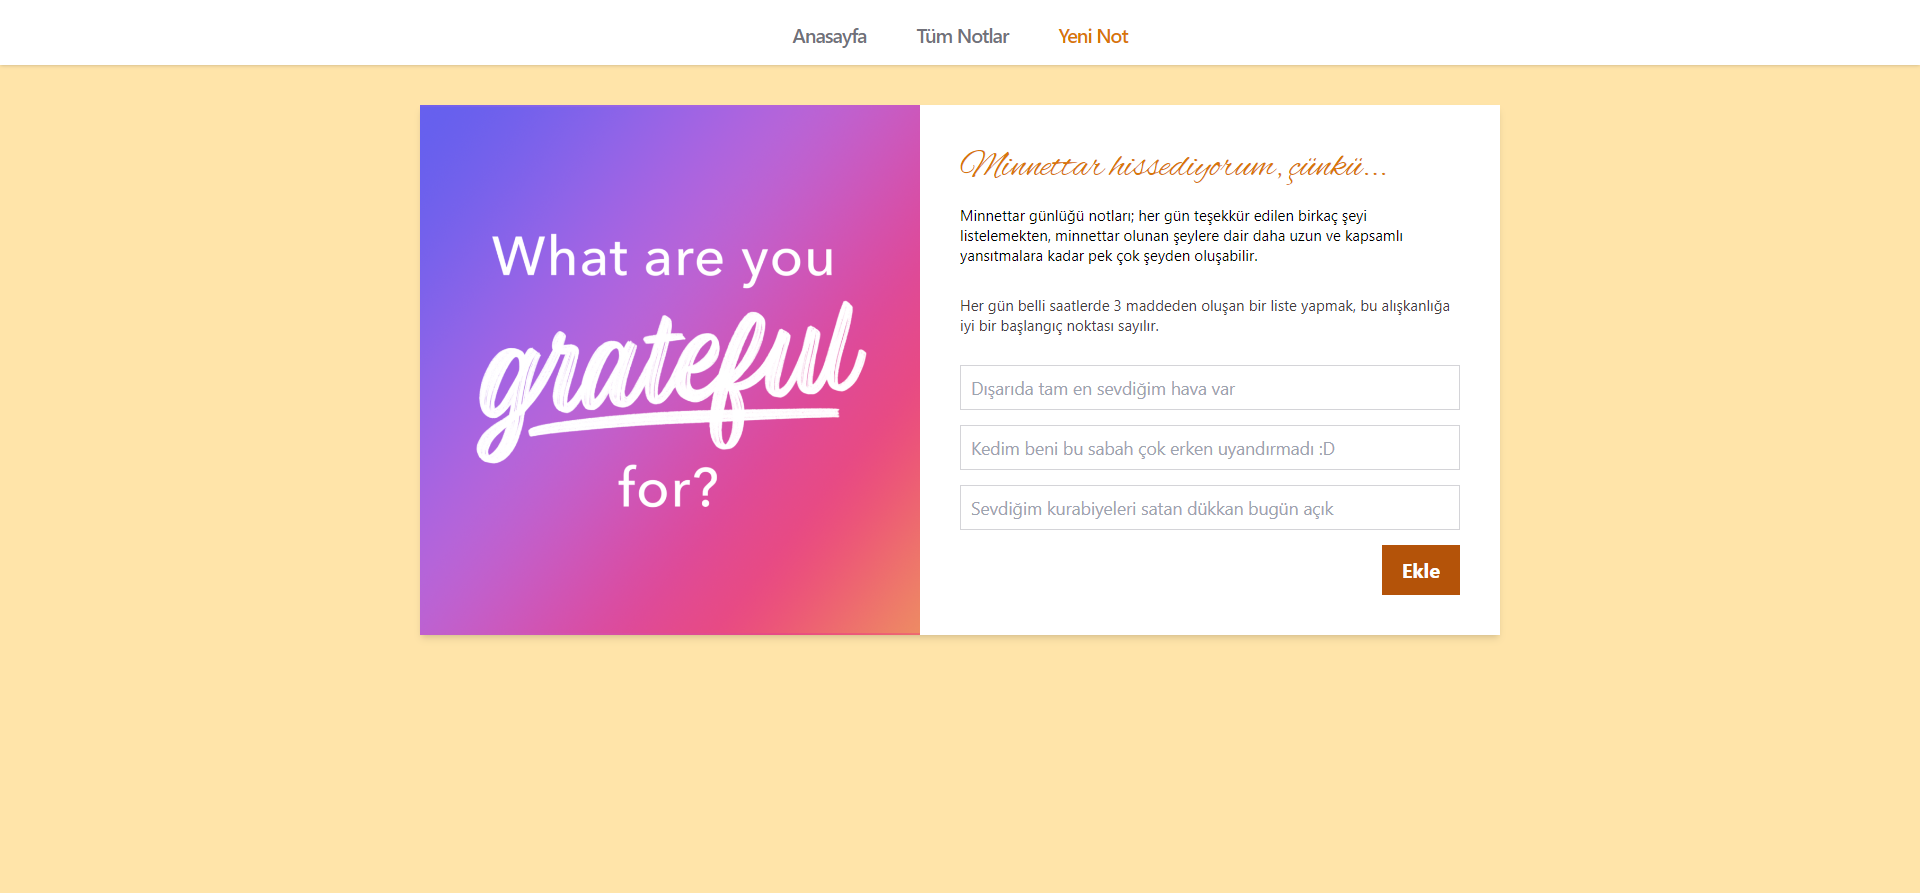 Anasayfa Tüm Notlar Yeni Not
What are you
grateful
for?
Minnettar hissediyorum, çünkü...
Minnettar günlüğü notları; her gün teşekkür edilen birkaç şeyi
listelemekten, minnettar olunan şeylere dair daha uzun ve kapsamlı
yansıtmalara kadar pek çok şeyden oluşabilir.
Her gün belli saatlerde 3 maddeden oluşan bir liste yapmak, bu alışkanlığa
iyi bir başlangıç noktası sayılır.
Dışarıda tam en sevdiğim hava var
Kedim beni bu sabah çok erken uyandırmadı :D
Sevdiğim kurabiyeleri satan dükkan bugün açık
Ekle